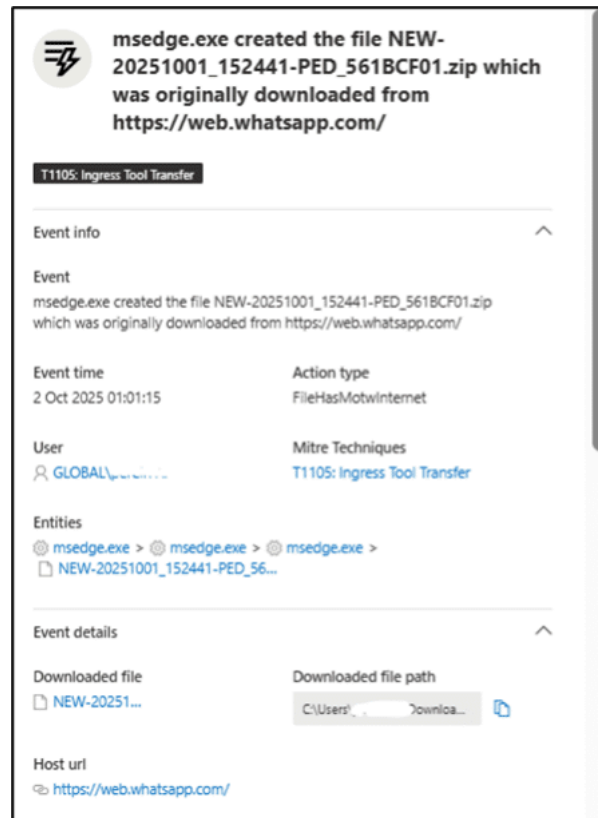 msedge.exe created the file NEW-
20251001_152441-PED_561BCF01.zip which
was originally downloaded from
https://web.whatsapp.com/
T1105: Ingress Tool Transfer
Event info
Event
msedge.exe created the file NEW-20251001_152441-PED_561BCF01.zip
which was originally downloaded from https://web.whatsapp.com/
Event time
Action type
2 Oct 2025 01:01:15
FileHasMotwInternet
User
Mitre Techniques
GLOBAL\
T1105: Ingress Tool Transfer
Entities
msedge.exe > msedge.exe > msedge.exe >
NEW-20251001_152441-PED_56...
Event details
Downloaded file
Downloaded file path
NEW-20251...
C:\Users\ Downloa...
Host url
https://web.whatsapp.com/